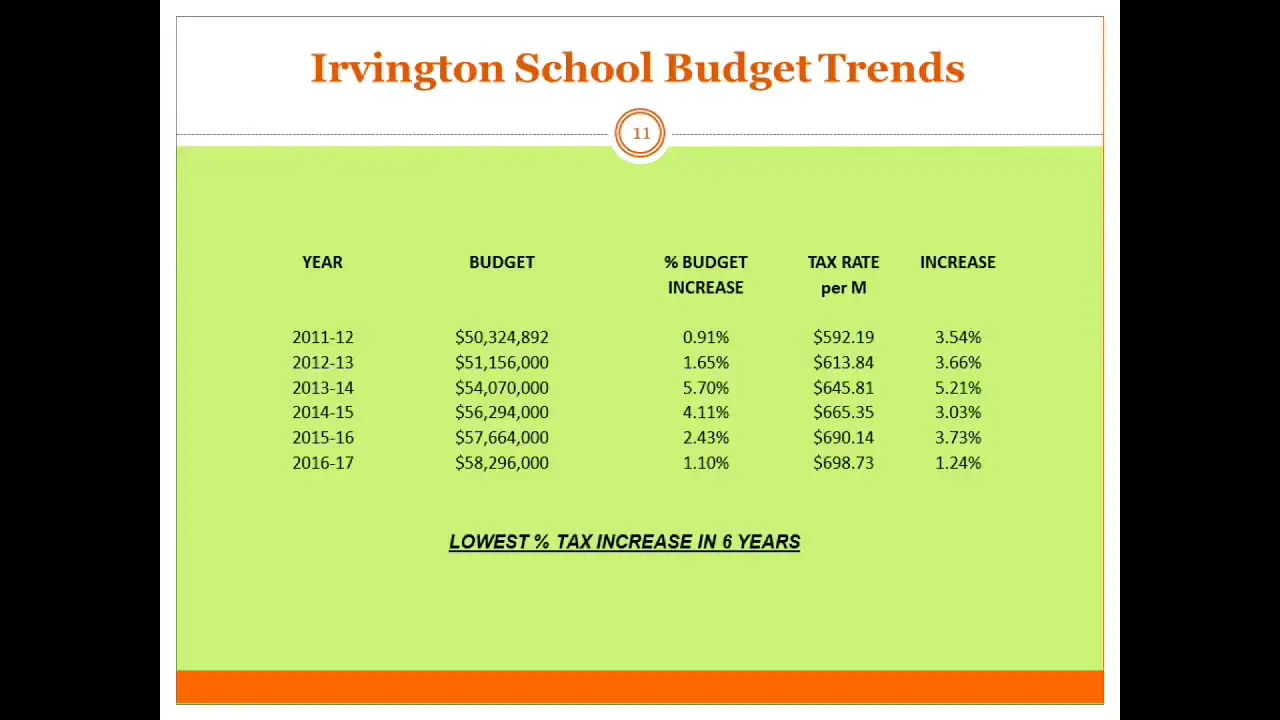 Irvington School Budget Trends
11
YEAR BUDGET % BUDGET TAX RATE INCREASE
INCREASE per M
2011-12 $50,324,892 0.91% $592.19 3.54%
2012-13 $51,156,000 1.65% $613.84 3.66%
2013-14 $54,070,000 5.70% $645.81 5.21%
2014-15 $56,294,000 4.11% $665.35 3.03%
2015-16 $57,664,000 2.43% $690.14 3.73%
2016-17 $58,296,000 1.10% $698.73 1.24%
LOWEST % TAX INCREASE IN 6 YEARS